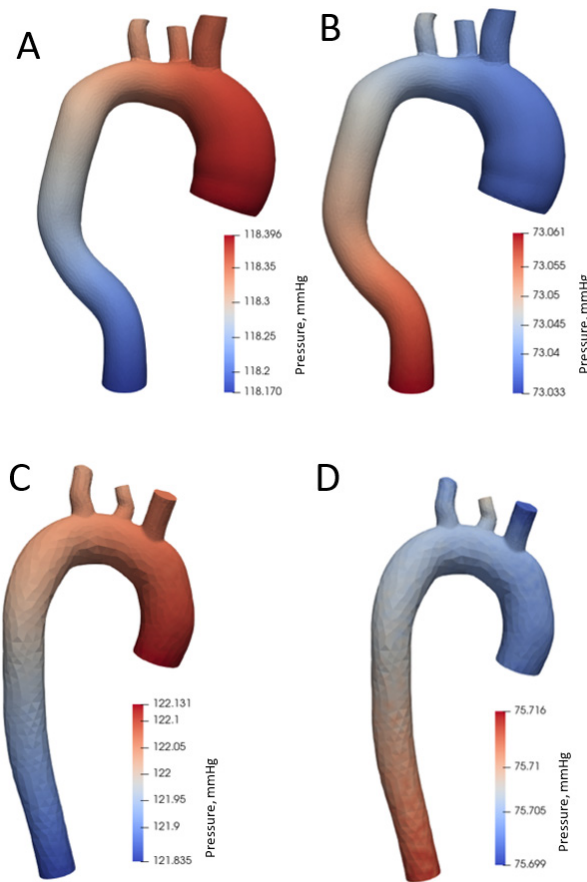 A
B
118.396
118.35
118.3
118.25
118.2
118.170
Pressure, mmHg
73.061
73.055
73.05
73.045
73.04
73.033
Pressure, mmHg
C
D
122.131
122.1
122.05
122
121.95
121.9
121.835
Pressure, mmHg
75.716
75.71
75.705
75.699
Pressure, mmHg